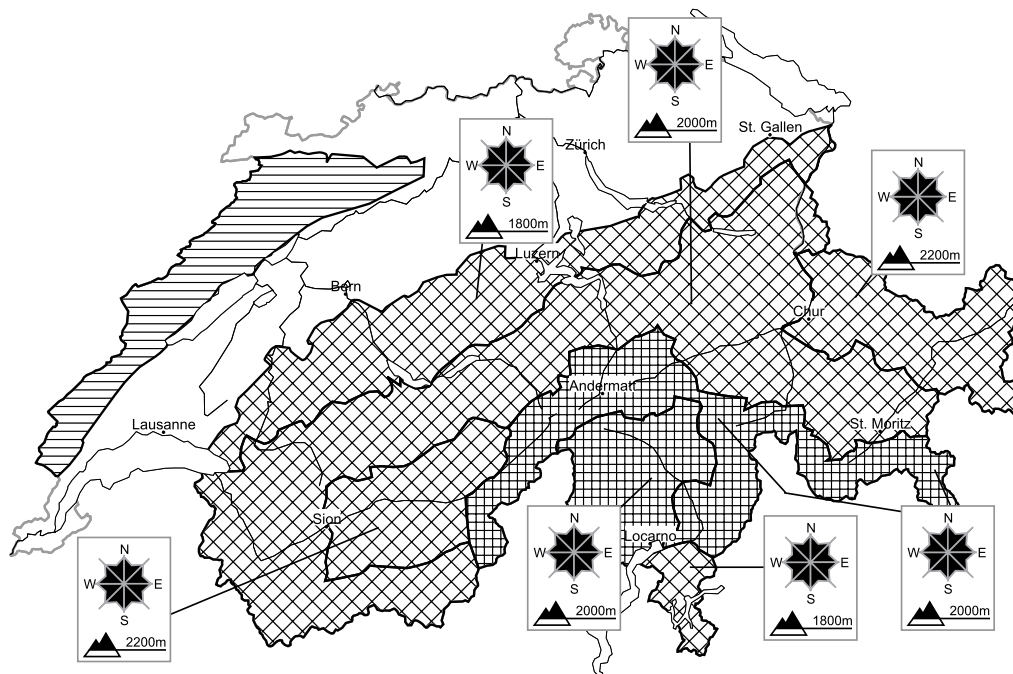 N
W E
S
2000m
St. Gallen
N
W E
S
1800m
Zürich
N
W E
S
2200m
Luzern
Bern
Chur
Andermatt
Lausanne
St. Moritz
Sion
Locarno
N
W E
S
2200m
N
W E
S
2000m
N
W E
S
1800m
N
W E
S
2000m